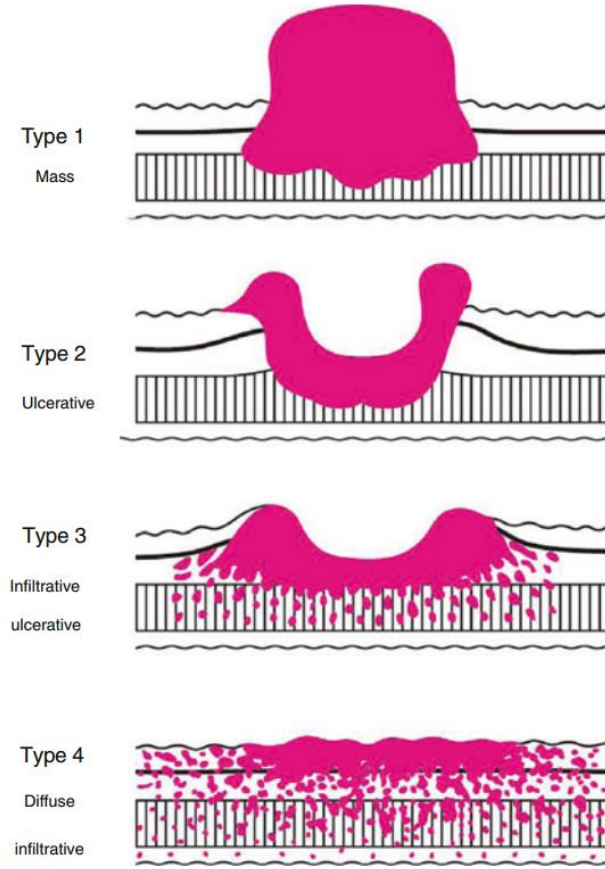 Type 1
Mass
Type 2
Ulcerative
Type 3
Infiltrative
ulcerative
Type 4
Diffuse
infiltrative